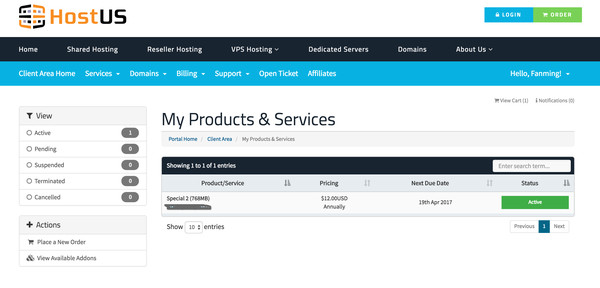 HostUS
LOGIN
ORDER
Home Shared Hosting Reseller Hosting VPS Hosting Dedicated Servers Domains About Us
Client Area Home Services Domains Billing Support Open Ticket Affiliates Hello, Fanming!
View Cart (1) Notifications (0)
View
Active 1
Pending 0
Suspended 0
Terminated 0
Cancelled 0
Actions
Place a New Order
View Available Addons
My Products & Services
Portal Home / Client Area / My Products & Services
Showing 1 to 1 of 1 entries Enter search term...
Product/Service Pricing Next Due Date Status
Special 2 (768MB) $12.00USD 19th Apr 2017 Active
Annually
Show 10 entries Previous 1 Next